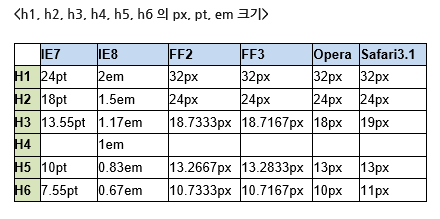 <h1, h2, h3, h4, h5, h6 의 px, pt, em 크기>
IE7 IE8 FF2 FF3 Opera Safari3.1
H1 24pt 2em 32px 32px 32px 32px
H2 18pt 1.5em 24px 24px 24px 24px
H3 13.55pt 1.17em 18.7333px 18.7167px 18px 19px
H4 1em
H5 10pt 0.83em 13.2667px 13.2833px 13px 13px
H6 7.55pt 0.67em 10.7333px 10.7167px 10px 11px